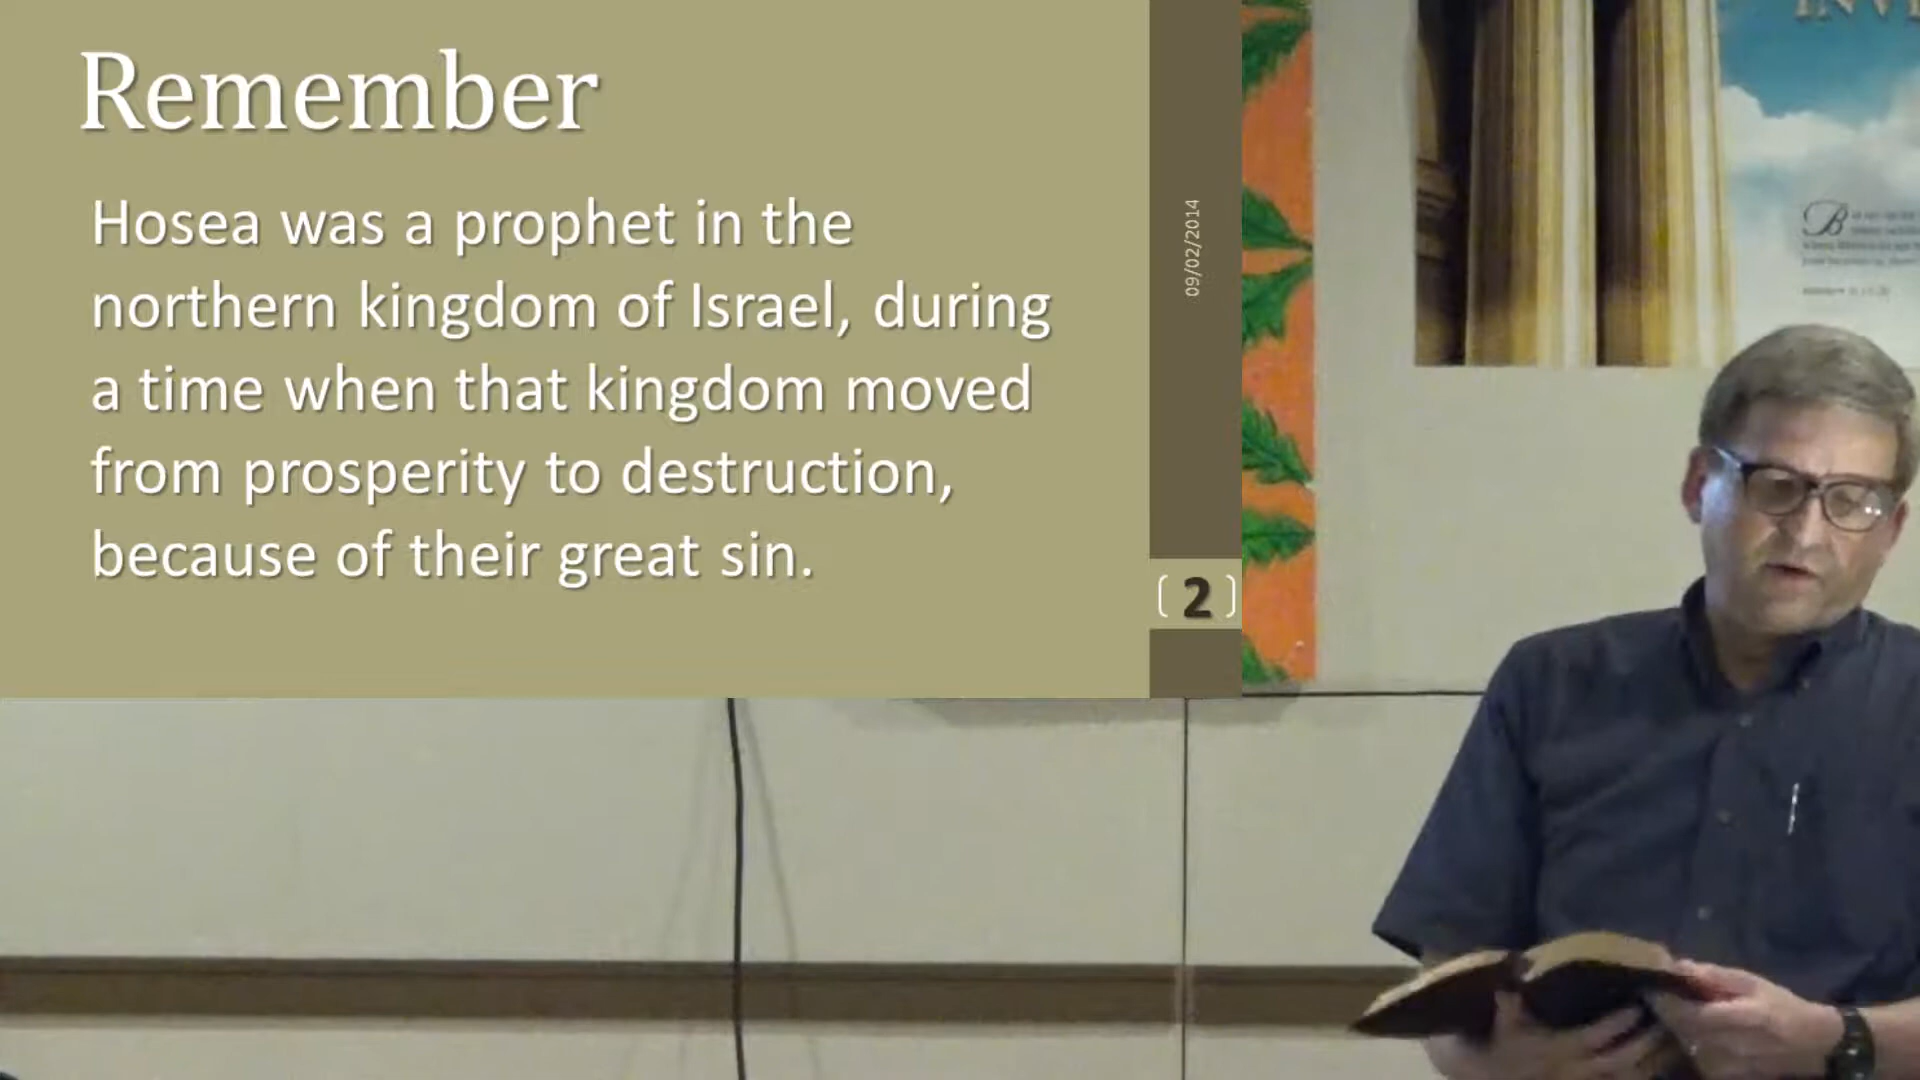 Remember
Hosea was a prophet in the
northern kingdom of Israel, during
a time when that kingdom moved
from prosperity to destruction,
because of their great sin.
09/02/2014
2